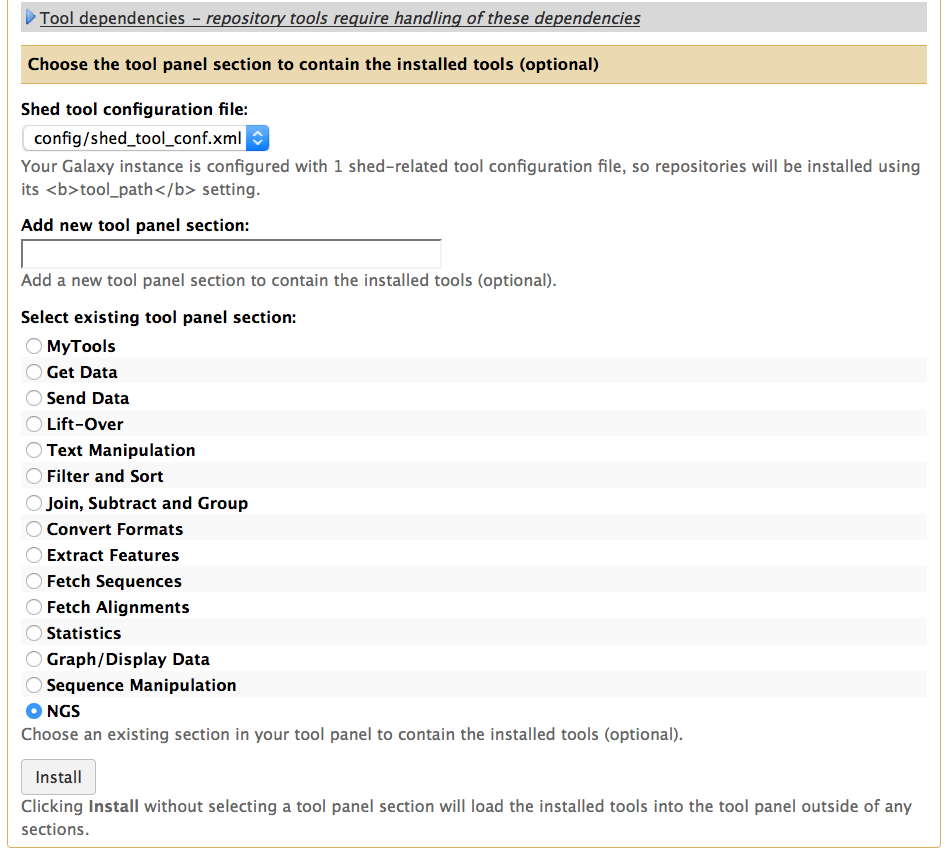 Tool dependencies – repository tools require handling of these dependencies
Choose the tool panel section to contain the installed tools (optional)
Shed tool configuration file:
config/shed_tool_conf.xml
Your Galaxy instance is configured with 1 shed-related tool configuration file, so repositories will be installed using
its <b>tool_path</b> setting.
Add new tool panel section:
Add a new tool panel section to contain the installed tools (optional).
Select existing tool panel section:
MyTools
Get Data
Send Data
Lift-Over
Text Manipulation
Filter and Sort
Join, Subtract and Group
Convert Formats
Extract Features
Fetch Sequences
Fetch Alignments
Statistics
Graph/Display Data
Sequence Manipulation
NGS
Choose an existing section in your tool panel to contain the installed tools (optional).
Install
Clicking Install without selecting a tool panel section will load the installed tools into the tool panel outside of any
sections.